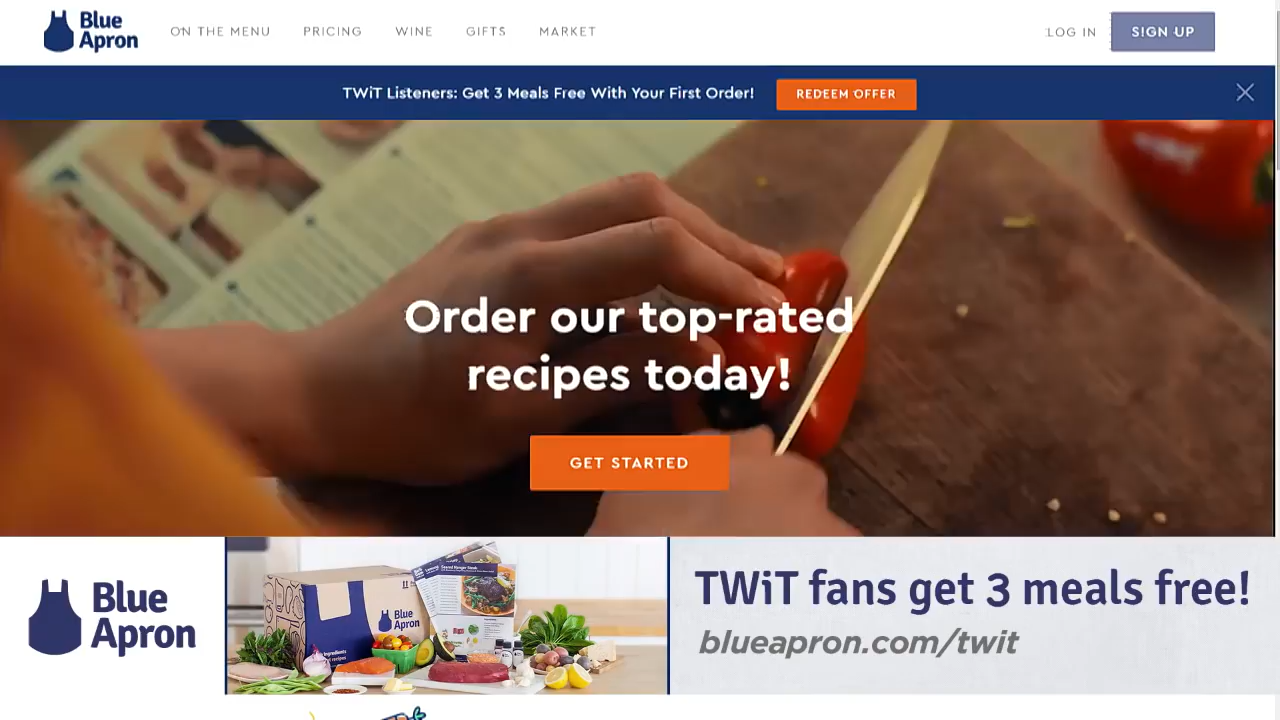 Blue
Apron
ON THE MENU PRICING WINE GIFTS MARKET LOG IN SIGN UP
TWiT Listeners: Get 3 Meals Free With Your First Order! REDEEM OFFER
Order our top-rated
recipes today!
GET STARTED
Blue
Apron
Blue
Apron
TWiT fans get 3 meals free!
blueapron.com/twit